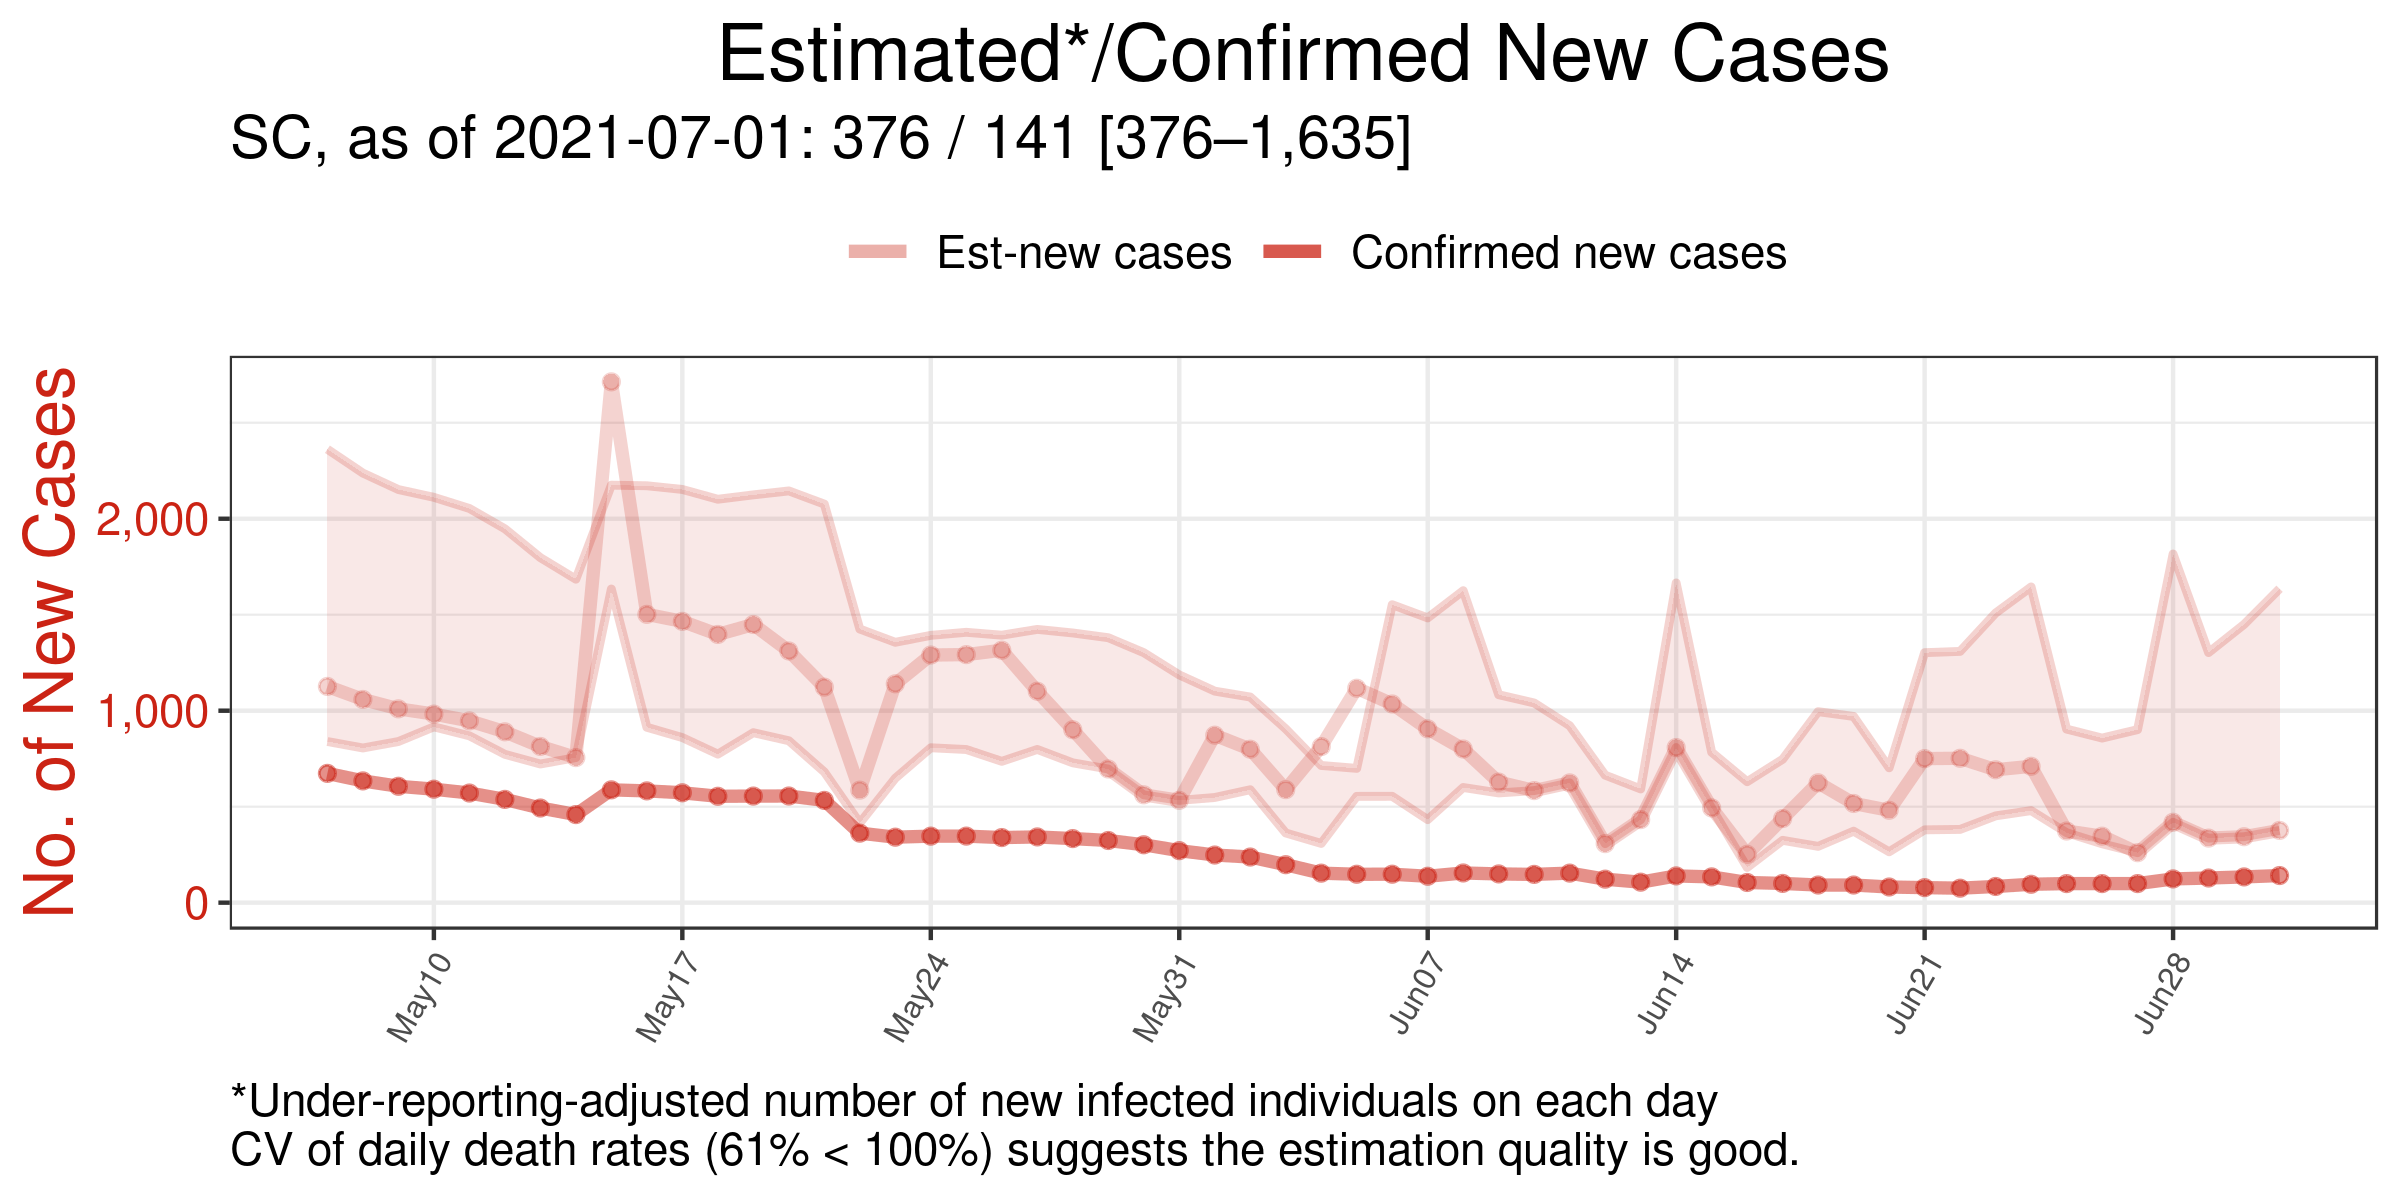 Estimated*/Confirmed New Cases
SC, as of 2021-07-01: 376 / 141 [376–1,635]
Est-new cases
Confirmed new cases
No. of New Cases
2,000
1,000
0
May10
May17
May24
May31
Jun07
Jun14
Jun21
Jun28
*Under-reporting-adjusted number of new infected individuals on each day
CV of daily death rates (61% < 100%) suggests the estimation quality is good.